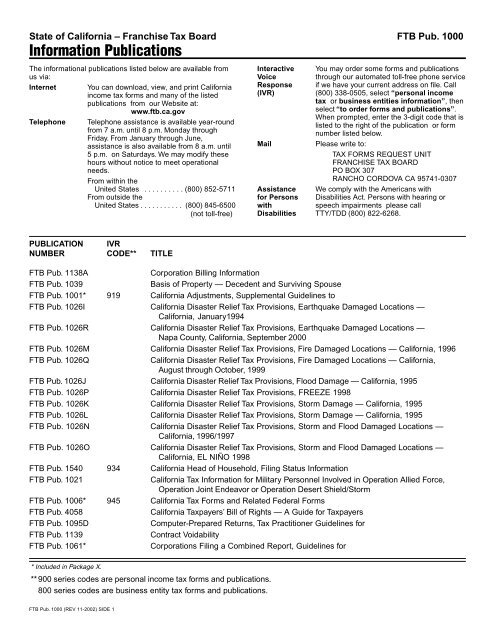 State of California – Franchise Tax Board FTB Pub. 1000
Information Publications
The informational publications listed below are available from
us via:
Internet You can download, view, and print California
income tax forms and many of the listed
publications from our Website at:
www.ftb.ca.gov
Telephone Telephone assistance is available year-round
from 7 a.m. until 8 p.m. Monday through
Friday. From January through June,
assistance is also available from 8 a.m. until
5 p.m. on Saturdays. We may modify these
hours without notice to meet operational
needs.
From within the
United States . . . . . . . . . . (800) 852-5711
From outside the
United States . . . . . . . . . . . (800) 845-6500
(not toll-free)
Interactive You may order some forms and publications
Voice through our automated toll-free phone service
Response if we have your current address on file. Call
(IVR) (800) 338-0505, select “personal income
tax or business entities information”, then
select “to order forms and publications”.
When prompted, enter the 3-digit code that is
listed to the right of the publication or form
number listed below.
Mail Please write to:
TAX FORMS REQUEST UNIT
FRANCHISE TAX BOARD
PO BOX 307
RANCHO CORDOVA CA 95741-0307
Assistance We comply with the Americans with
for Persons Disabilities Act. Persons with hearing or
with speech impairments please call
Disabilities TTY/TDD (800) 822-6268.
PUBLICATION IVR
NUMBER CODE** TITLE
FTB Pub. 1138A Corporation Billing Information
FTB Pub. 1039 Basis of Property — Decedent and Surviving Spouse
FTB Pub. 1001* 919 California Adjustments, Supplemental Guidelines to
FTB Pub. 1026I California Disaster Relief Tax Provisions, Earthquake Damaged Locations —
California, January1994
FTB Pub. 1026R California Disaster Relief Tax Provisions, Earthquake Damaged Locations —
Napa County, California, September 2000
FTB Pub. 1026M California Disaster Relief Tax Provisions, Fire Damaged Locations — California, 1996
FTB Pub. 1026Q California Disaster Relief Tax Provisions, Fire Damaged Locations — California,
August through October, 1999
FTB Pub. 1026J California Disaster Relief Tax Provisions, Flood Damage — California, 1995
FTB Pub. 1026P California Disaster Relief Tax Provisions, FREEZE 1998
FTB Pub. 1026K California Disaster Relief Tax Provisions, Storm Damage — California, 1995
FTB Pub. 1026L California Disaster Relief Tax Provisions, Storm Damage — California, 1995
FTB Pub. 1026N California Disaster Relief Tax Provisions, Storm and Flood Damaged Locations —
California, 1996/1997
FTB Pub. 1026O California Disaster Relief Tax Provisions, Storm and Flood Damaged Locations —
California, EL NIÑO 1998
FTB Pub. 1540 934 California Head of Household, Filing Status Information
FTB Pub. 1021 California Tax Information for Military Personnel Involved in Operation Allied Force,
Operation Joint Endeavor or Operation Desert Shield/Storm
FTB Pub. 1006* 945 California Tax Forms and Related Federal Forms
FTB Pub. 4058 California Taxpayers’ Bill of Rights — A Guide for Taxpayers
FTB Pub. 1095D Computer-Prepared Returns, Tax Practitioner Guidelines for
FTB Pub. 1139 Contract Voidability
FTB Pub. 1061* Corporations Filing a Combined Report, Guidelines for
* Included in Package X.
** 900 series codes are personal income tax forms and publications.
800 series codes are business entity tax forms and publications.
FTB Pub. 1000 (REV 11-2002) SIDE 1